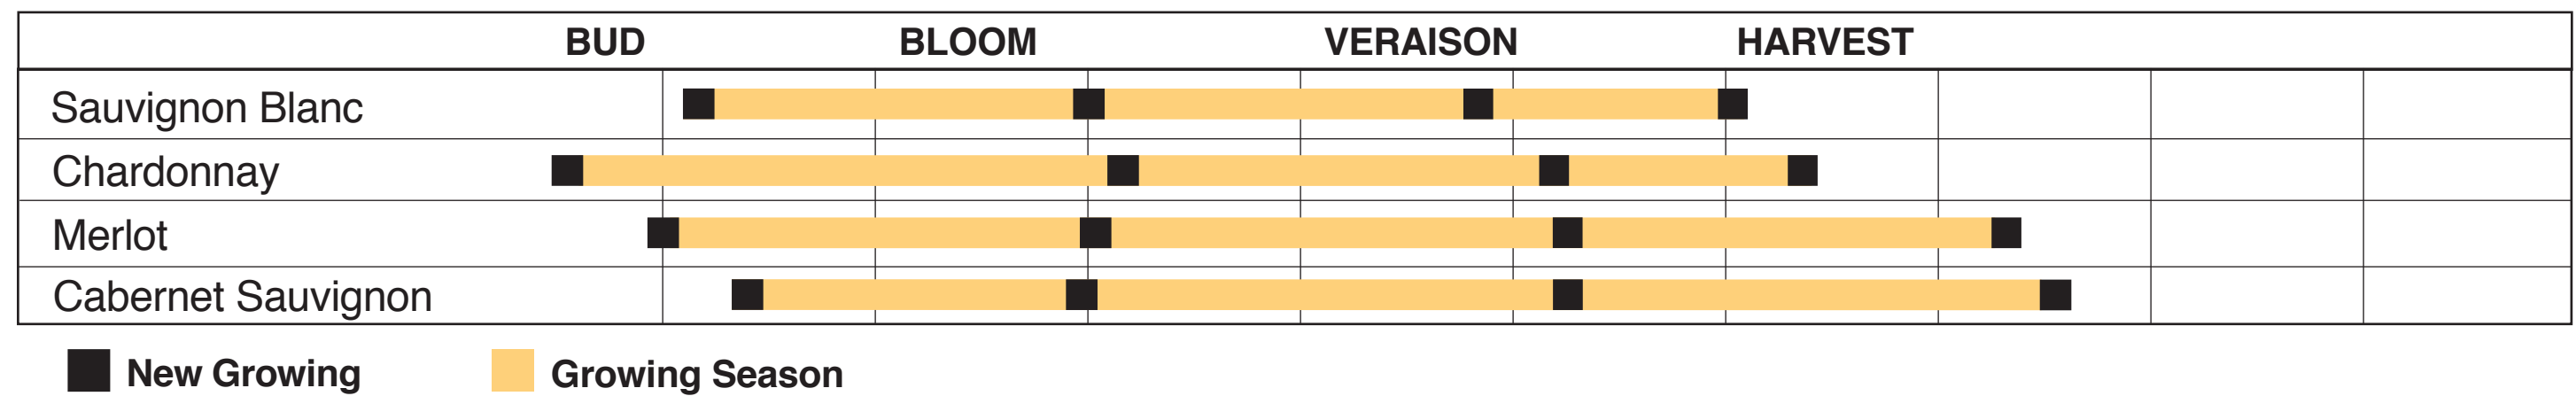 BUD BLOOM VERAISON HARVEST
Sauvignon Blanc
Chardonnay
Merlot
Cabernet Sauvignon
New Growing Growing Season